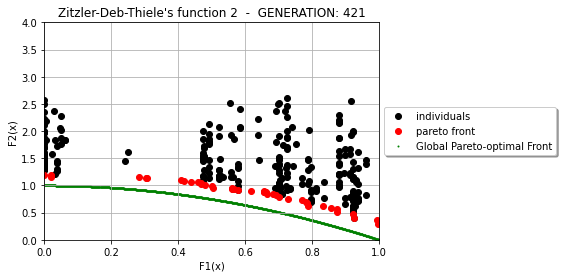 Zitzler-Deb-Thiele's function 2 - GENERATION: 421
4.0
3.5
3.0
2.5
2.0
1.5
1.0
0.5
0.0
F2(x)
0.0 0.2 0.4 0.6 0.8 1.0
F1(x)
individuals
pareto front
Global Pareto-optimal Front